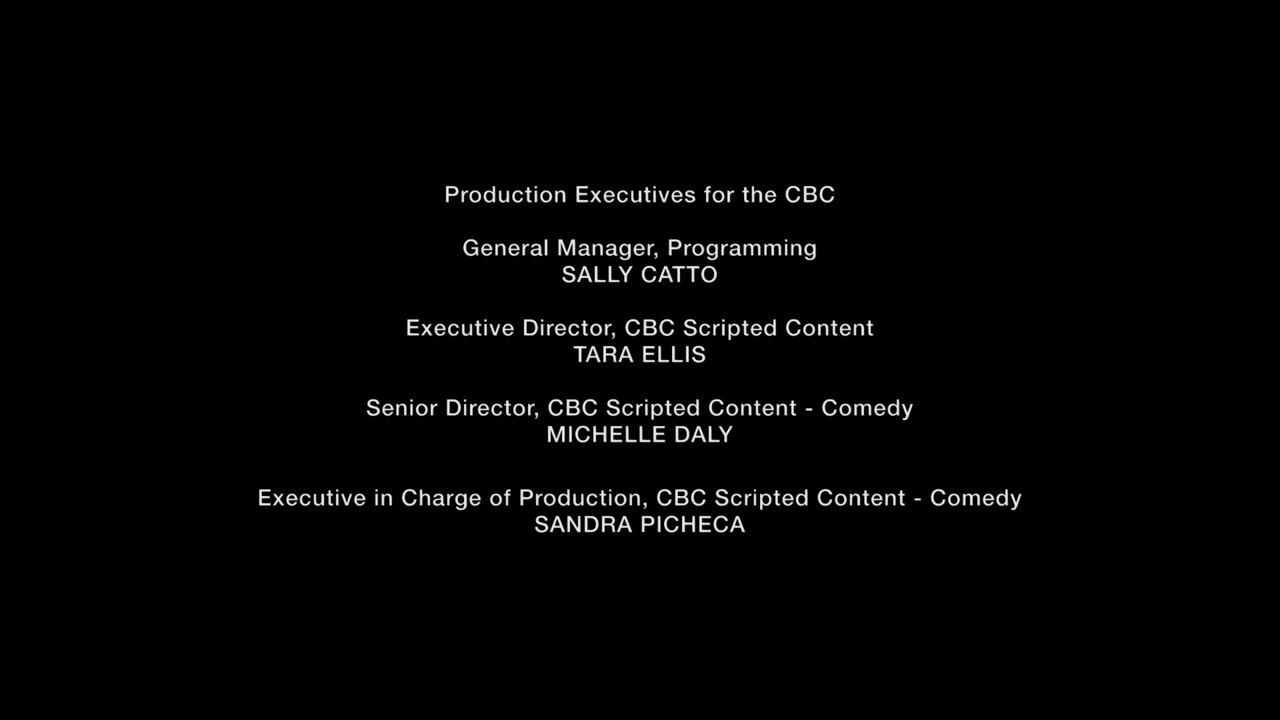 Production Executives for the CBC
General Manager, Programming
SALLY CATTO
Executive Director, CBC Scripted Content
TARA ELLIS
Senior Director, CBC Scripted Content - Comedy
MICHELLE DALY
Executive in Charge of Production, CBC Scripted Content - Comedy
SANDRA PICHECA